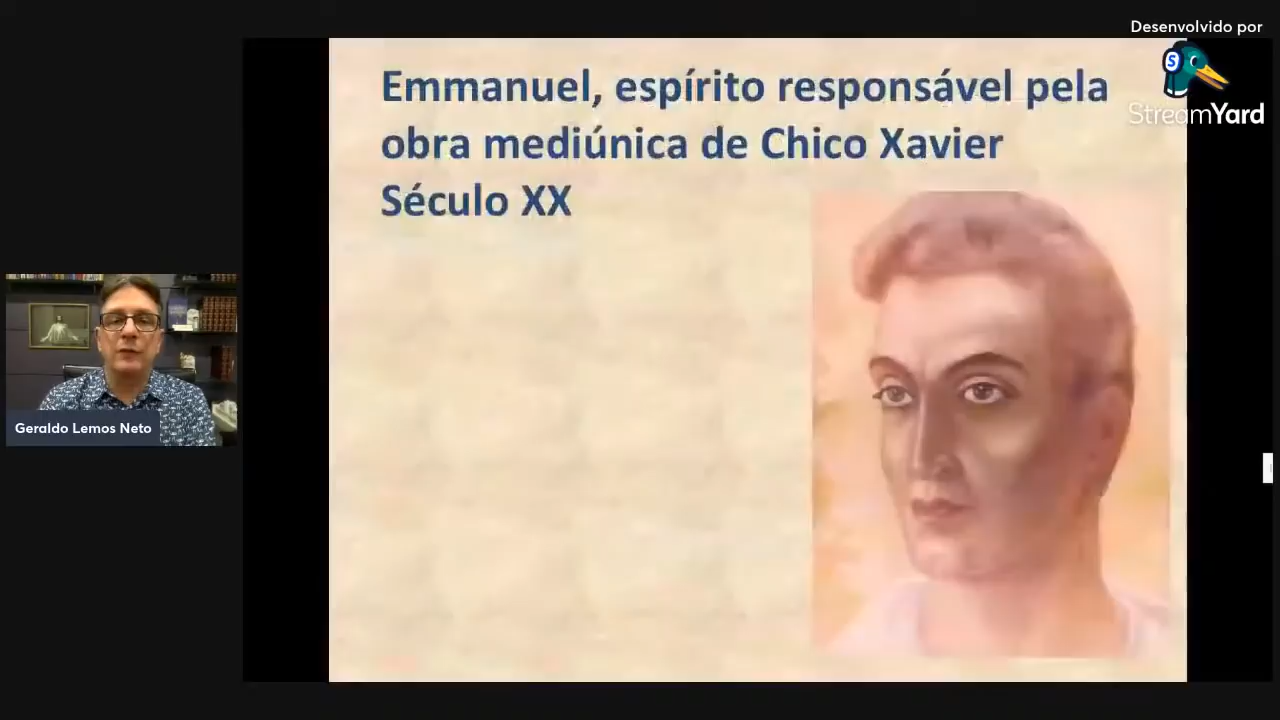 Desenvolvido por
StreamYard
Emmanuel, espírito responsável pela
obra mediúnica de Chico Xavier
Século XX
Geraldo Lemos Neto